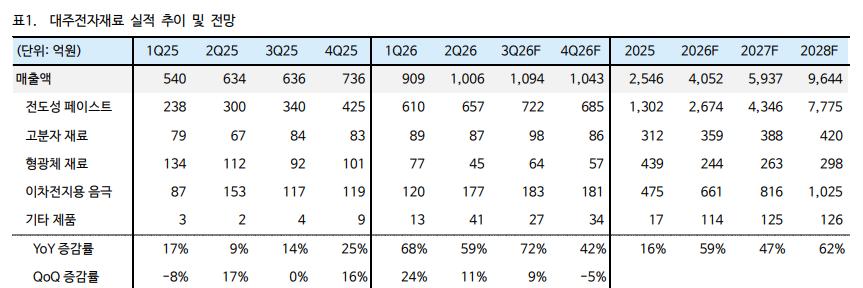 표1. 대주전자재료 실적 추이 및 전망
(단위: 억원) 1Q25 2Q25 3Q25 4Q25 1Q26 2Q26 3Q26F 4Q26F 2025 2026F 2027F 2028F
매출액 540 634 636 736 909 1,006 1,094 1,043 2,546 4,052 5,937 9,644
전도성 페이스트 238 300 340 425 610 657 722 685 1,302 2,674 4,346 7,775
고분자 재료 79 67 84 83 89 87 98 86 312 359 388 420
형광체 재료 134 112 92 101 77 45 64 57 439 244 263 298
이차전지용 음극 87 153 117 119 120 177 183 181 475 661 816 1,025
기타 제품 3 2 4 9 13 41 27 34 17 114 125 126
YoY 증감률 17% 9% 14% 25% 68% 59% 72% 42% 16% 59% 47% 62%
QoQ 증감률 -8% 17% 0% 16% 24% 11% 9% -5%